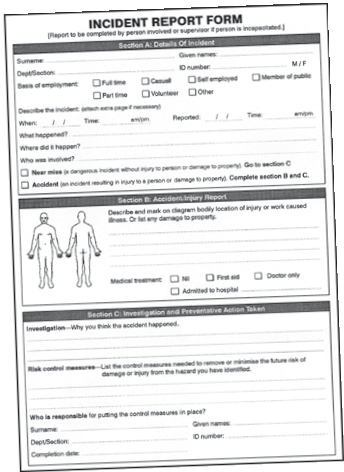 INCIDENT REPORT FORM
[Report to be completed by person involved or supervisor if person is incapacitated.]
Section A: Details Of Incident
Surname: Given names:
Dept/Section: ID number: M / F
Basis of employment: Full time Casual Self employed Member of public
Part time Volunteer Other
Describe the incident: (attach extra page if necessary)
When: / / Time: am/pm Reported: / / Time: am/pm
What happened?
Where did it happen?
Who was involved?
Near miss (a dangerous incident without injury to person or damage to property). Go to section C
Accident (an incident resulting in injury to a person or damage to property). Complete section B and C.
Section B: Accident/Injury Report
Describe and mark on diagram bodily location of injury or work caused
illness. Or list any damage to property.
Medical treatment: Nil First aid Doctor only
Admitted to hospital
Section C: Investigation and Preventative Action Taken
Investigation—Why you think the accident happened.
Risk control measures—List the control measures needed to remove or minimise the future risk of
damage or injury from the hazard you have identified.
Who is responsible for putting the control measures in place?
Surname: Given names:
Dept/Section: ID number:
Completion date: